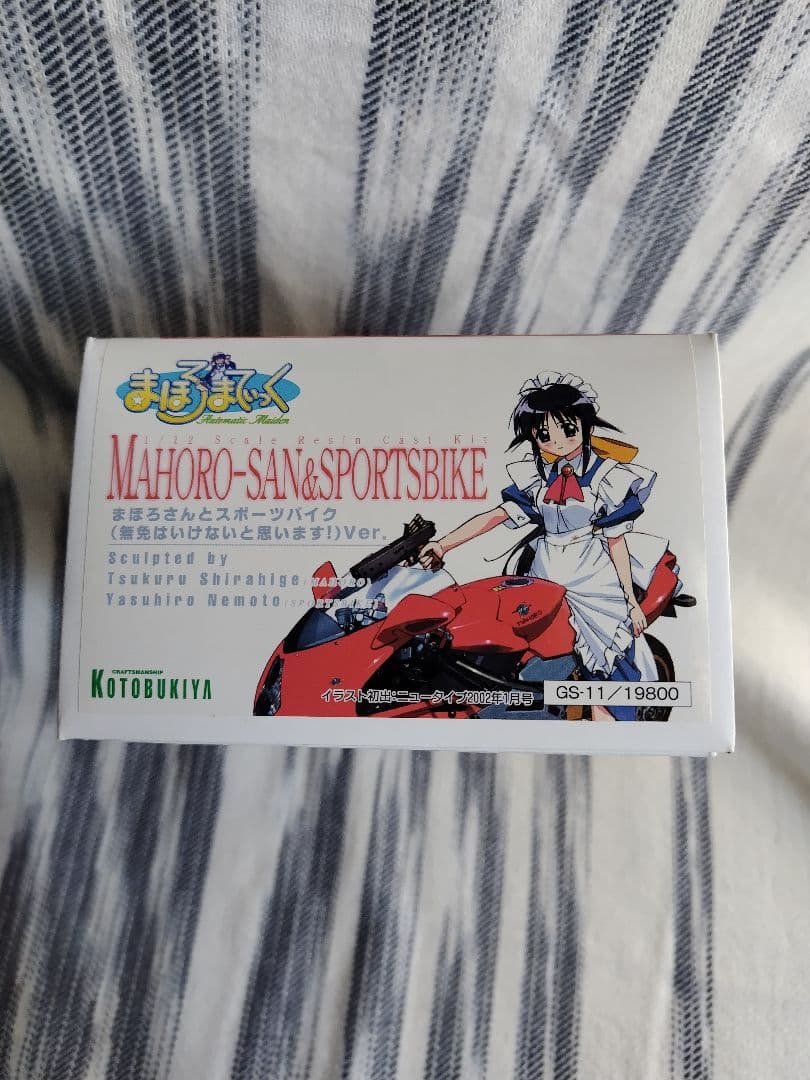 まほろまてぃっく
Automatic Maiden
1/12 Scale Resin Cast Kit
MAHORO-SAN&SPORTSBIKE
まほろさんとスポーツバイク
(無免はいけないと思います!)Ver.
Sculpted by
Tsukuru Shirahige (MAHORO)
Yasuhiro Nemoto (SPORTSBIKE)
CRAFTSMANSHIP
KOTOBUKIYA
イラスト初出・ニュータイプ2002年1月号
GS-11/19800